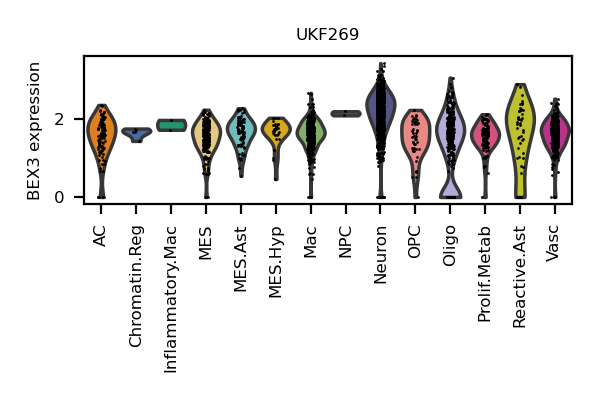 UKF269
BEX3 expression
2
0
AC
Chromatin.Reg
Inflammatory.Mac
MES
MES.Ast
MES.Hyp
Mac
NPC
Neuron
OPC
Oligo
Prolif.Metab
Reactive.Ast
Vasc